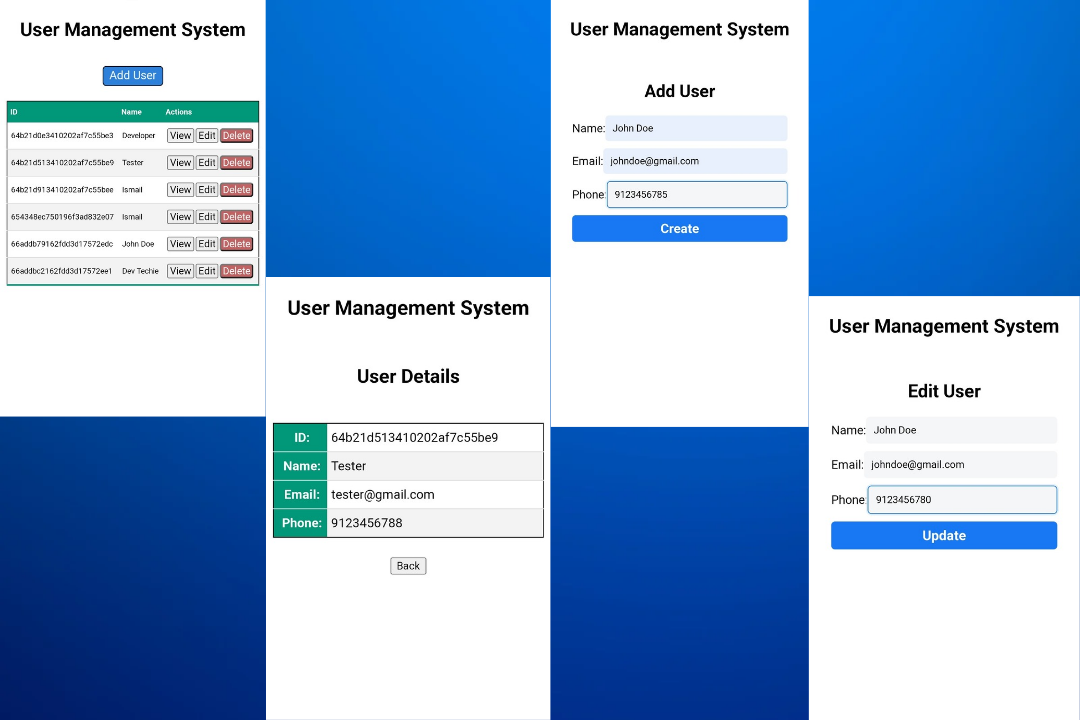 User Management System
Add User
ID Name Actions
64b21d0e3410202af7c55be3 Developer View Edit Delete
64b21d513410202af7c55be9 Tester View Edit Delete
64b21d913410202af7c55bee Ismail View Edit Delete
654348ec750196f3ad832e07 Ismail View Edit Delete
66addb79162fdd3d17572edc John Doe View Edit Delete
66addbc2162fdd3d17572ee1 Dev Techie View Edit Delete
User Management System
User Details
ID: 64b21d513410202af7c55be9
Name: Tester
Email: tester@gmail.com
Phone: 9123456788
Back
User Management System
Add User
Name: John Doe
Email: johndoe@gmail.com
Phone: 9123456785
Create
User Management System
Edit User
Name: John Doe
Email: johndoe@gmail.com
Phone: 9123456780
Update